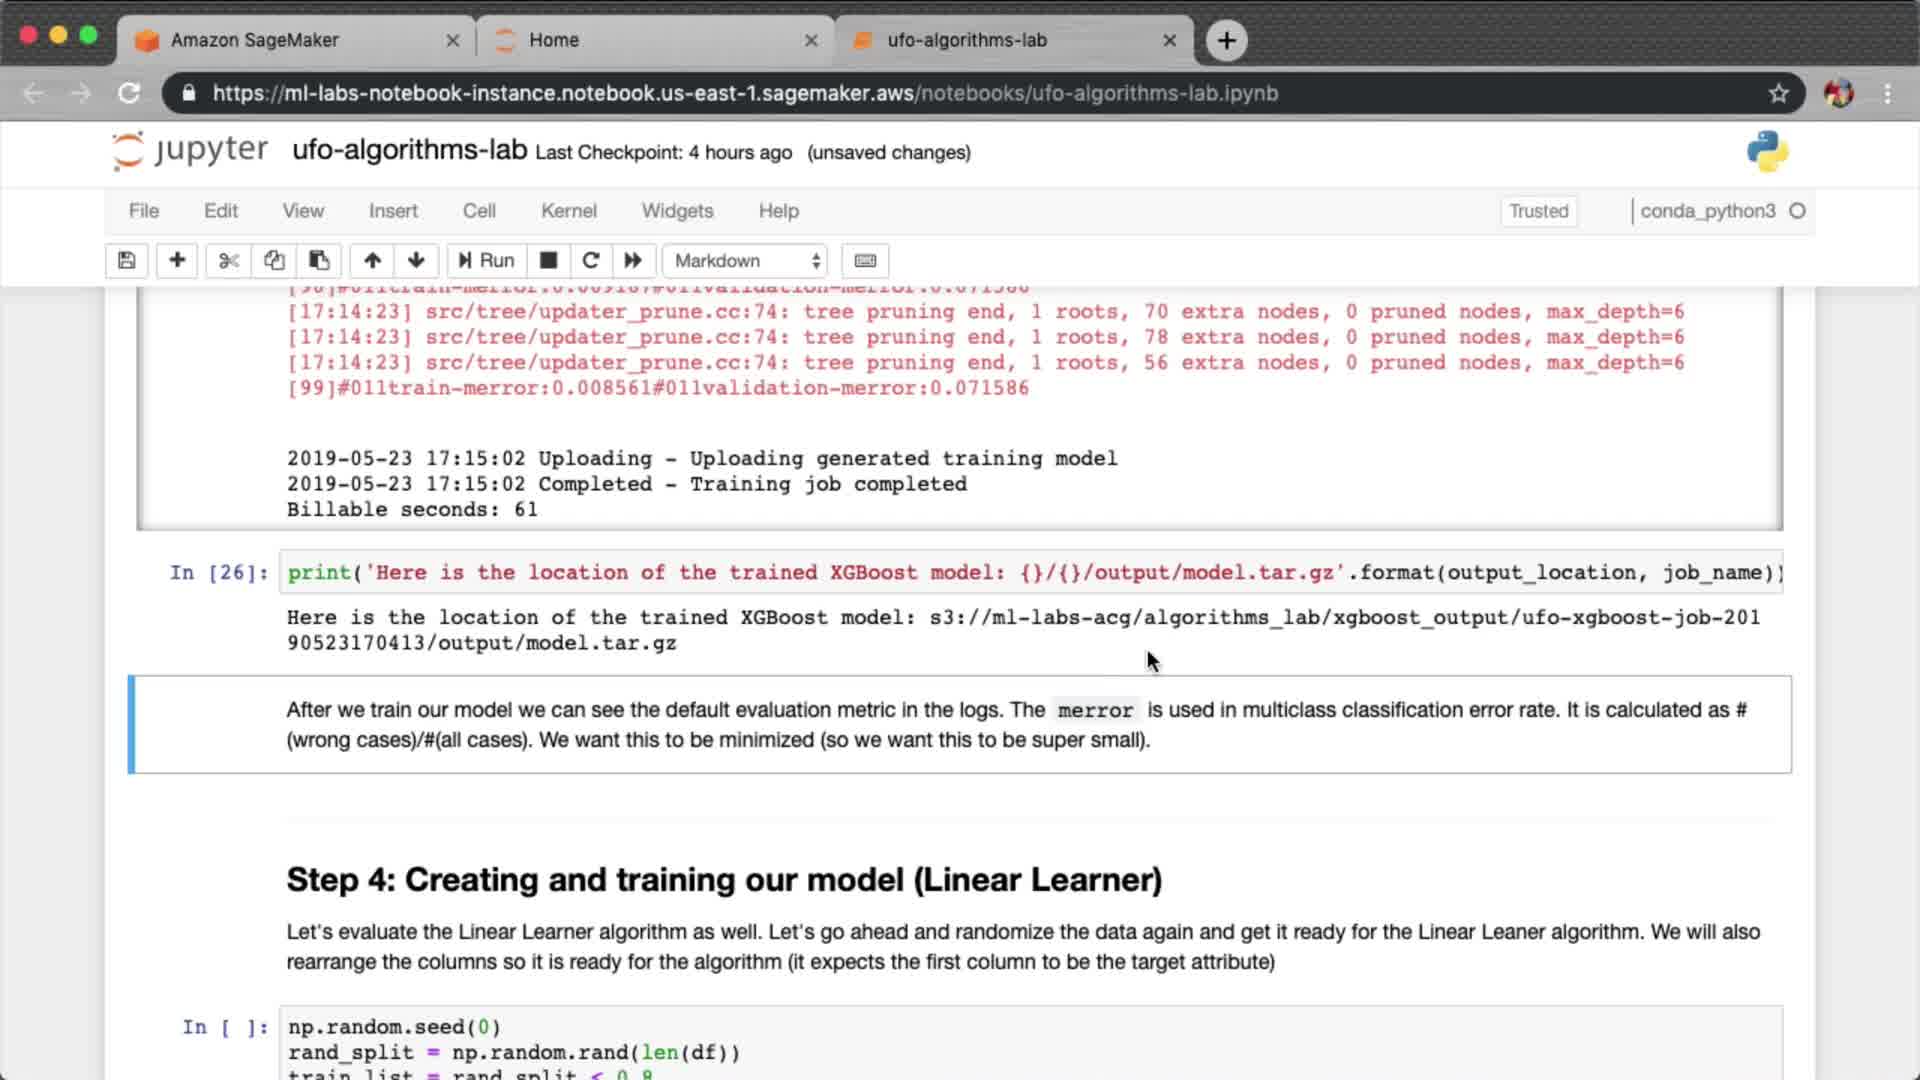 Amazon SageMaker
Home
ufo-algorithms-lab
https://ml-labs-notebook-instance.notebook.us-east-1.sagemaker.aws/notebooks/ufo-algorithms-lab.ipynb
jupyter ufo-algorithms-lab Last Checkpoint: 4 hours ago (unsaved changes)
File Edit View Insert Cell Kernel Widgets Help Trusted conda_python3
Run Markdown
[17:14:23] src/tree/updater_prune.cc:74: tree pruning end, 1 roots, 70 extra nodes, 0 pruned nodes, max_depth=6
[17:14:23] src/tree/updater_prune.cc:74: tree pruning end, 1 roots, 78 extra nodes, 0 pruned nodes, max_depth=6
[17:14:23] src/tree/updater_prune.cc:74: tree pruning end, 1 roots, 56 extra nodes, 0 pruned nodes, max_depth=6
[99]#011train-merror:0.008561#011validation-merror:0.071586
2019-05-23 17:15:02 Uploading - Uploading generated training model
2019-05-23 17:15:02 Completed - Training job completed
Billable seconds: 61
In [26]: print('Here is the location of the trained XGBoost model: {}/{}/output/model.tar.gz'.format(output_location, job_name))
Here is the location of the trained XGBoost model: s3://ml-labs-acg/algorithms_lab/xgboost_output/ufo-xgboost-job-201
90523170413/output/model.tar.gz
After we train our model we can see the default evaluation metric in the logs. The merror is used in multiclass classification error rate. It is calculated as #
(wrong cases)/#(all cases). We want this to be minimized (so we want this to be super small).
Step 4: Creating and training our model (Linear Learner)
Let's evaluate the Linear Learner algorithm as well. Let's go ahead and randomize the data again and get it ready for the Linear Leaner algorithm. We will also
rearrange the columns so it is ready for the algorithm (it expects the first column to be the target attribute)
In [ ]: np.random.seed(0)
rand_split = np.random.rand(len(df))
train_list = rand_split < 0.8